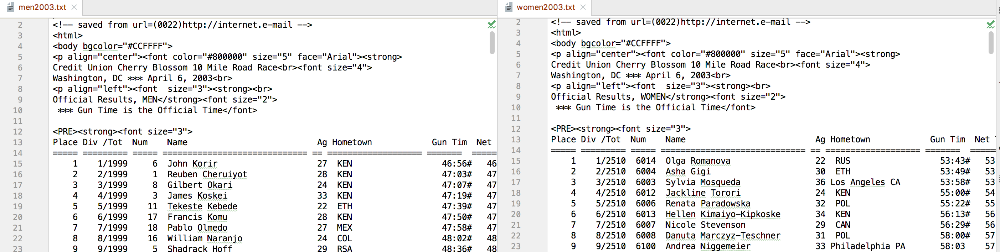 men2003.txt
2 <!-- saved from url=(0022)http://internet.e-mail -->
3 <html>
4 <body bgcolor="#CCFFFF">
5 <p align="center"><font color="#800000" size="5" face="Arial"><strong>
6 Credit Union Cherry Blossom 10 Mile Road Race<br><font size="4">
7 Washington, DC *** April 6, 2003<br>
8 <p align="left"><font  size="3"><strong><br>
9 Official Results, MEN</strong><font size="2">
10  *** Gun Time is the Official Time</font>
11
12 <PRE><strong><font size="3">
13 Place Div /Tot  Num    Name                          Ag Hometown            Gun Tim  Net
14 ===== ========= ===== ============================= == =================== =======  =====
15     1    1/1999     6  John Korir                    27  KEN                  46:56#   46
16     2    2/1999     1  Reuben Cheruiyot              28  KEN                  47:03#   47
17     3    3/1999     8  Gilbert Okari                 24  KEN                  47:07#   47
18     4    4/1999     3  James Koskei                  33  KEN                  47:19#   47
19     5    5/1999    11  Tekeste Kebede                22  ETH                  47:39#   47
20     6    6/1999    17  Francis Komu                  28  KEN                  47:50#   47
21     7    7/1999    18  Pablo Olmedo                  27  MEX                  47:58#   47
22     8    8/1999    16  William Naranjo               24  COL                  48:02#   48
23     9    9/1999     5  Shadrack Hoff                 29  RSA                  48:36#   48
women2003.txt
2 <!-- saved from url=(0022)http://internet.e-mail -->
3 <html>
4 <body bgcolor="#CCFFFF">
5 <p align="center"><font color="#800000" size="5" face="Arial"><strong>
6 Credit Union Cherry Blossom 10 Mile Road Race<br><font size="4">
7 Washington, DC *** April 6, 2003<br>
8 <p align="left"><font  size="3"><strong><br>
9 Official Results, WOMEN</strong><font size="2">
10  *** Gun Time is the Official Time</font>
11
12 <PRE><strong><font size="3">
13 Place Div /Tot  Num    Name                          Ag Hometown            Gun Tim  Net
14 ===== ========= ===== ============================= == =================== =======  =====
15     1    1/2510  6014  Olga Romanova                 22  RUS                  53:43#   53
16     2    2/2510  6004  Asha Gigi                     30  ETH                  53:49#   53
17     3    3/2510  6003  Sylvia Mosqueda               36 Los Angeles CA        53:58#   53
18     4    4/2510  6012  Jackline Torori               24  KEN                  55:00#   54
19     5    5/2510  6006  Renata Paradowska             32  POL                  55:22#   55
20     6    6/2510  6013  Hellen Kimaiyo-Kipkoske       34  KEN                  56:13#   56
21     7    7/2510  6007  Nicole Stevenson              29  CAN                  56:29#   56
22     8    8/2510  6008  Danuta Marczyz-Teschner       31  POL                  58:00#   57
23     9    9/2510  6100  Andrea Niggemeier             33 Philadelphia PA       58:03    57